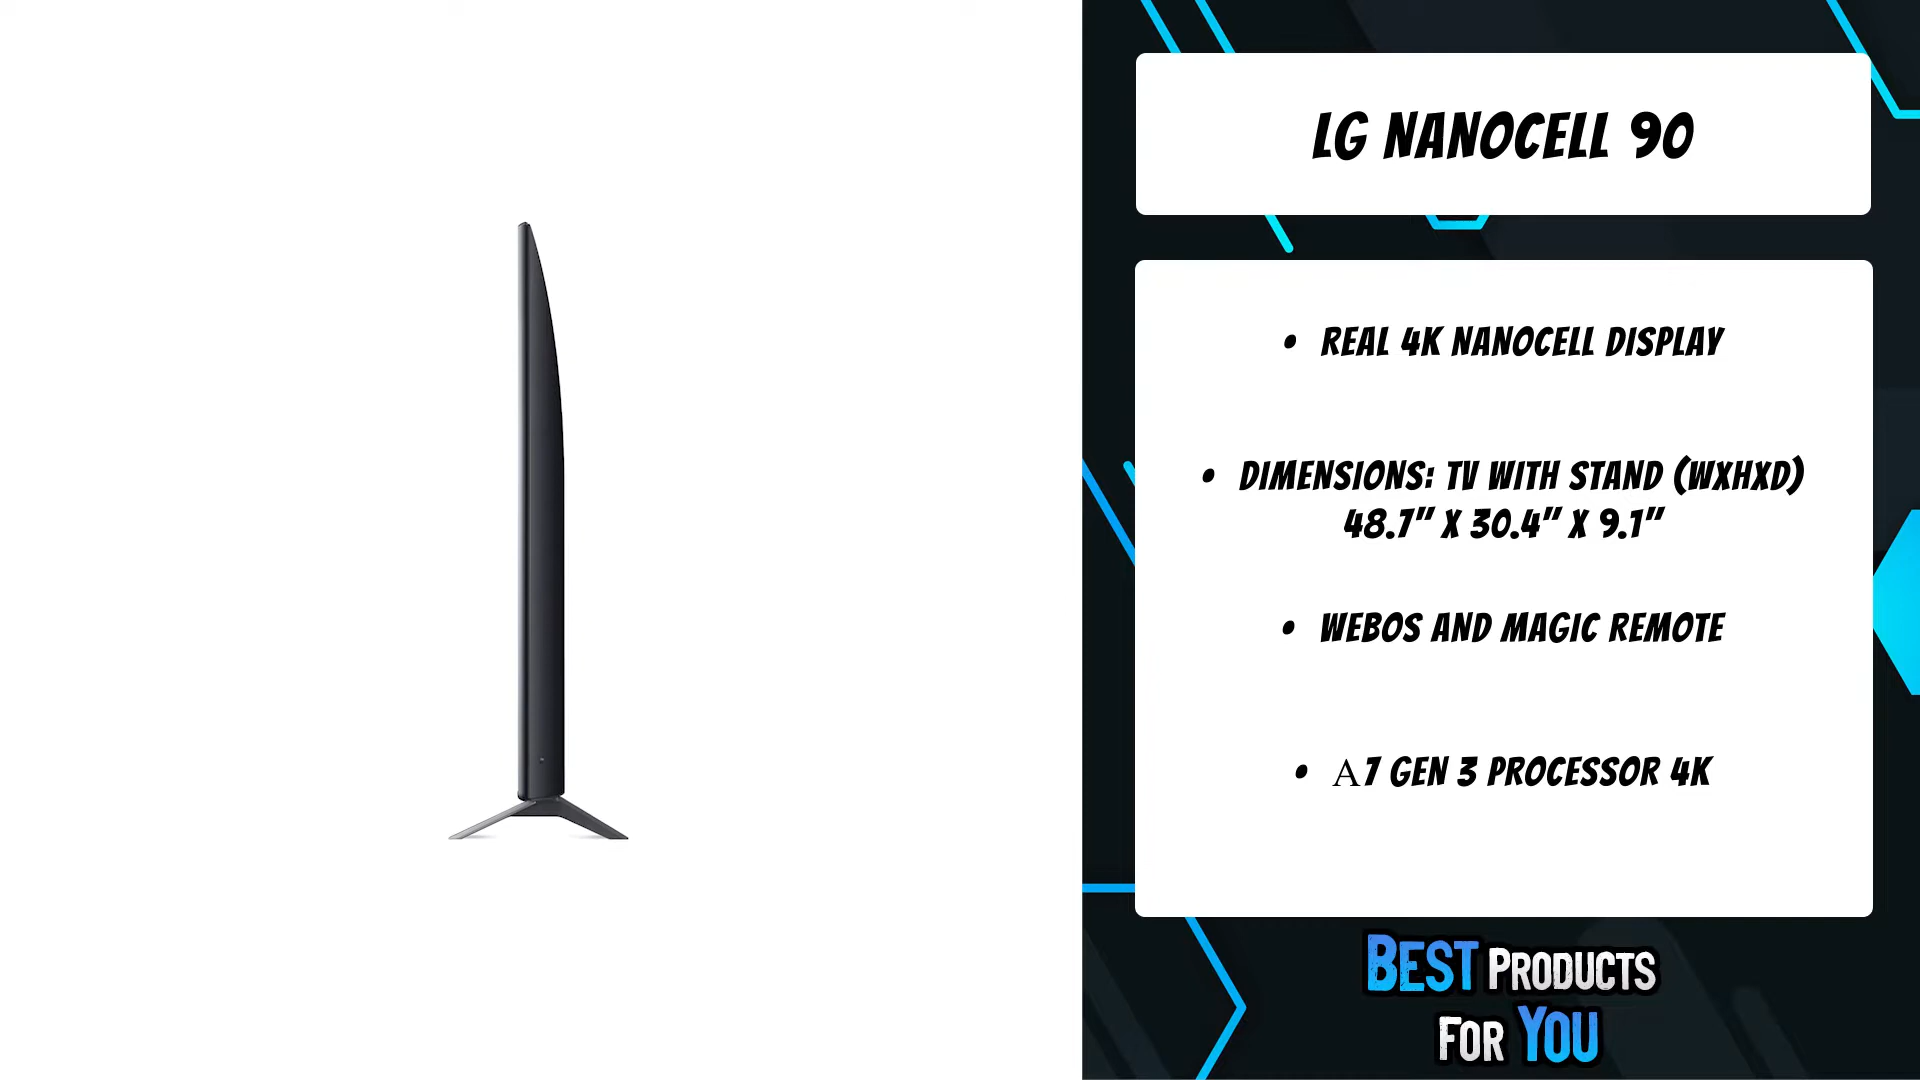 LG NANOCELL 90
• REAL 4K NANOCELL DISPLAY
• DIMENSIONS: TV WITH STAND (WXHXD)
48.7" X 30.4" X 9.1"
• WEBOS AND MAGIC REMOTE
• Α7 GEN 3 PROCESSOR 4K
BEST PRODUCTS
FOR YOU